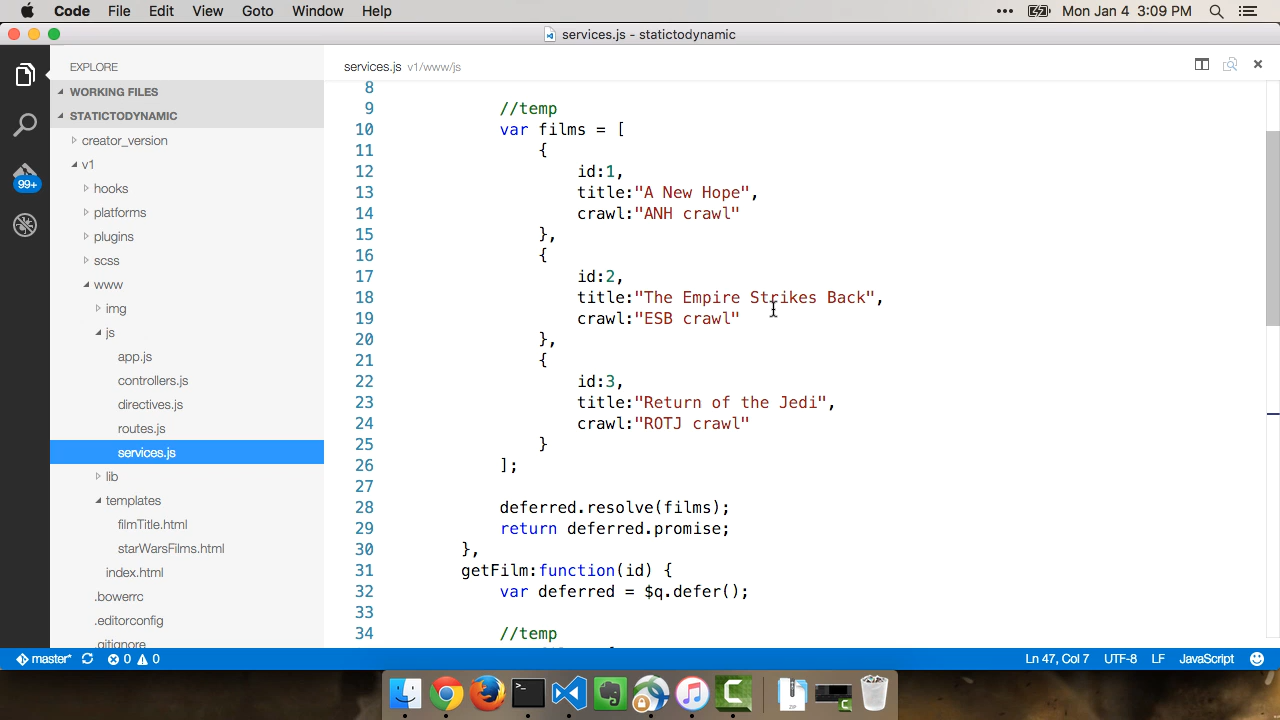 Code File Edit View Goto Window Help Mon Jan 4 3:09 PM
services.js - statictodynamic
EXPLORE
WORKING FILES
STATICTODYNAMIC
creator_version
v1
hooks
platforms
plugins
scss
www
img
js
app.js
controllers.js
directives.js
routes.js
services.js
lib
templates
filmTitle.html
starWarsFilms.html
index.html
.bowerrc
.editorconfig
.gitignore
99+
services.js v1/www/js
8
9 //temp
10 var films = [
11 {
12 id:1,
13 title:"A New Hope",
14 crawl:"ANH crawl"
15 },
16 {
17 id:2,
18 title:"The Empire Strikes Back",
19 crawl:"ESB crawl"
20 },
21 {
22 id:3,
23 title:"Return of the Jedi",
24 crawl:"ROTJ crawl"
25 }
26 ];
27
28 deferred.resolve(films);
29 return deferred.promise;
30 },
31 getFilm:function(id) {
32 var deferred = $q.defer();
33
34 //temp
master* 0 0 Ln 47, Col 7 UTF-8 LF JavaScript
ZIP